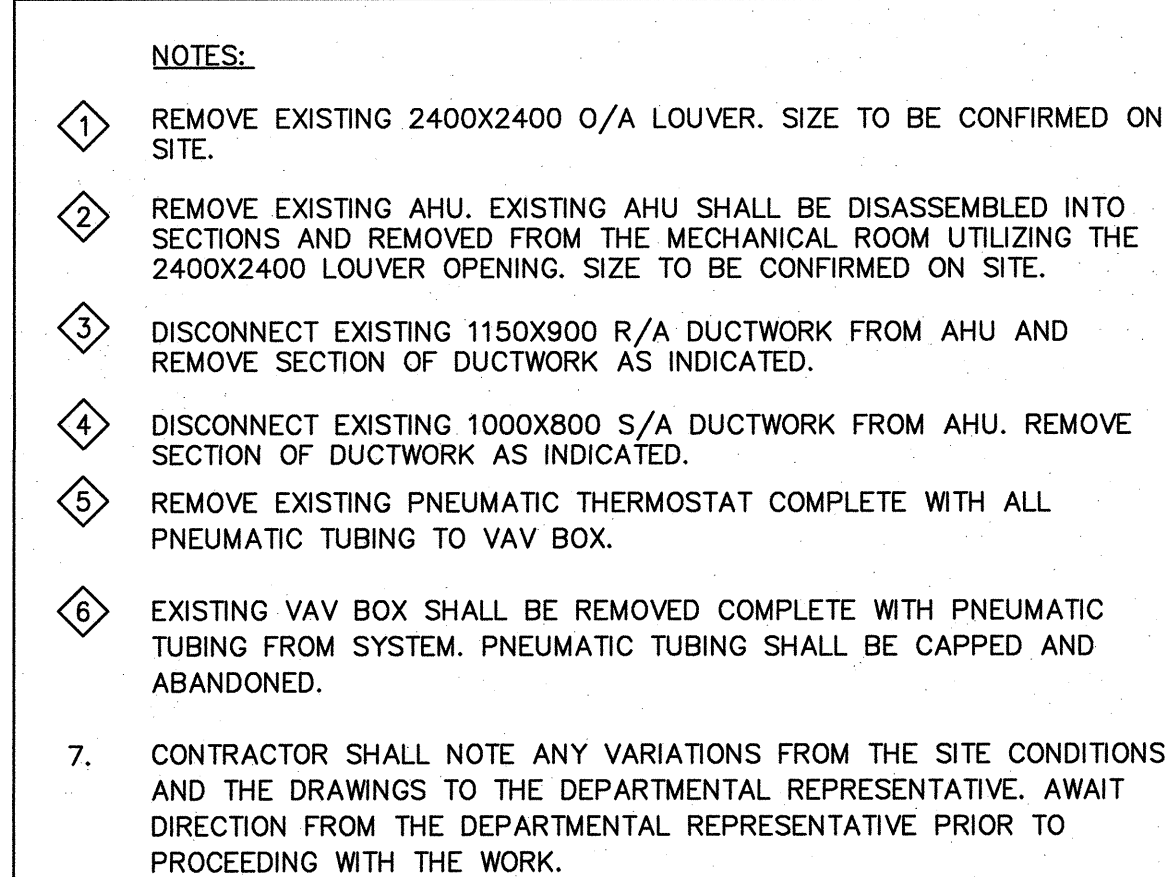 NOTES:
1 REMOVE EXISTING 2400X2400 O/A LOUVER. SIZE TO BE CONFIRMED ON
SITE.
2 REMOVE EXISTING AHU. EXISTING AHU SHALL BE DISASSEMBLED INTO
SECTIONS AND REMOVED FROM THE MECHANICAL ROOM UTILIZING THE
2400X2400 LOUVER OPENING. SIZE TO BE CONFIRMED ON SITE.
3 DISCONNECT EXISTING 1150X900 R/A DUCTWORK FROM AHU AND
REMOVE SECTION OF DUCTWORK AS INDICATED.
4 DISCONNECT EXISTING 1000X800 S/A DUCTWORK FROM AHU. REMOVE
SECTION OF DUCTWORK AS INDICATED.
5 REMOVE EXISTING PNEUMATIC THERMOSTAT COMPLETE WITH ALL
PNEUMATIC TUBING TO VAV BOX.
6 EXISTING VAV BOX SHALL BE REMOVED COMPLETE WITH PNEUMATIC
TUBING FROM SYSTEM. PNEUMATIC TUBING SHALL BE CAPPED AND
ABANDONED.
7. CONTRACTOR SHALL NOTE ANY VARIATIONS FROM THE SITE CONDITIONS
AND THE DRAWINGS TO THE DEPARTMENTAL REPRESENTATIVE. AWAIT
DIRECTION FROM THE DEPARTMENTAL REPRESENTATIVE PRIOR TO
PROCEEDING WITH THE WORK.